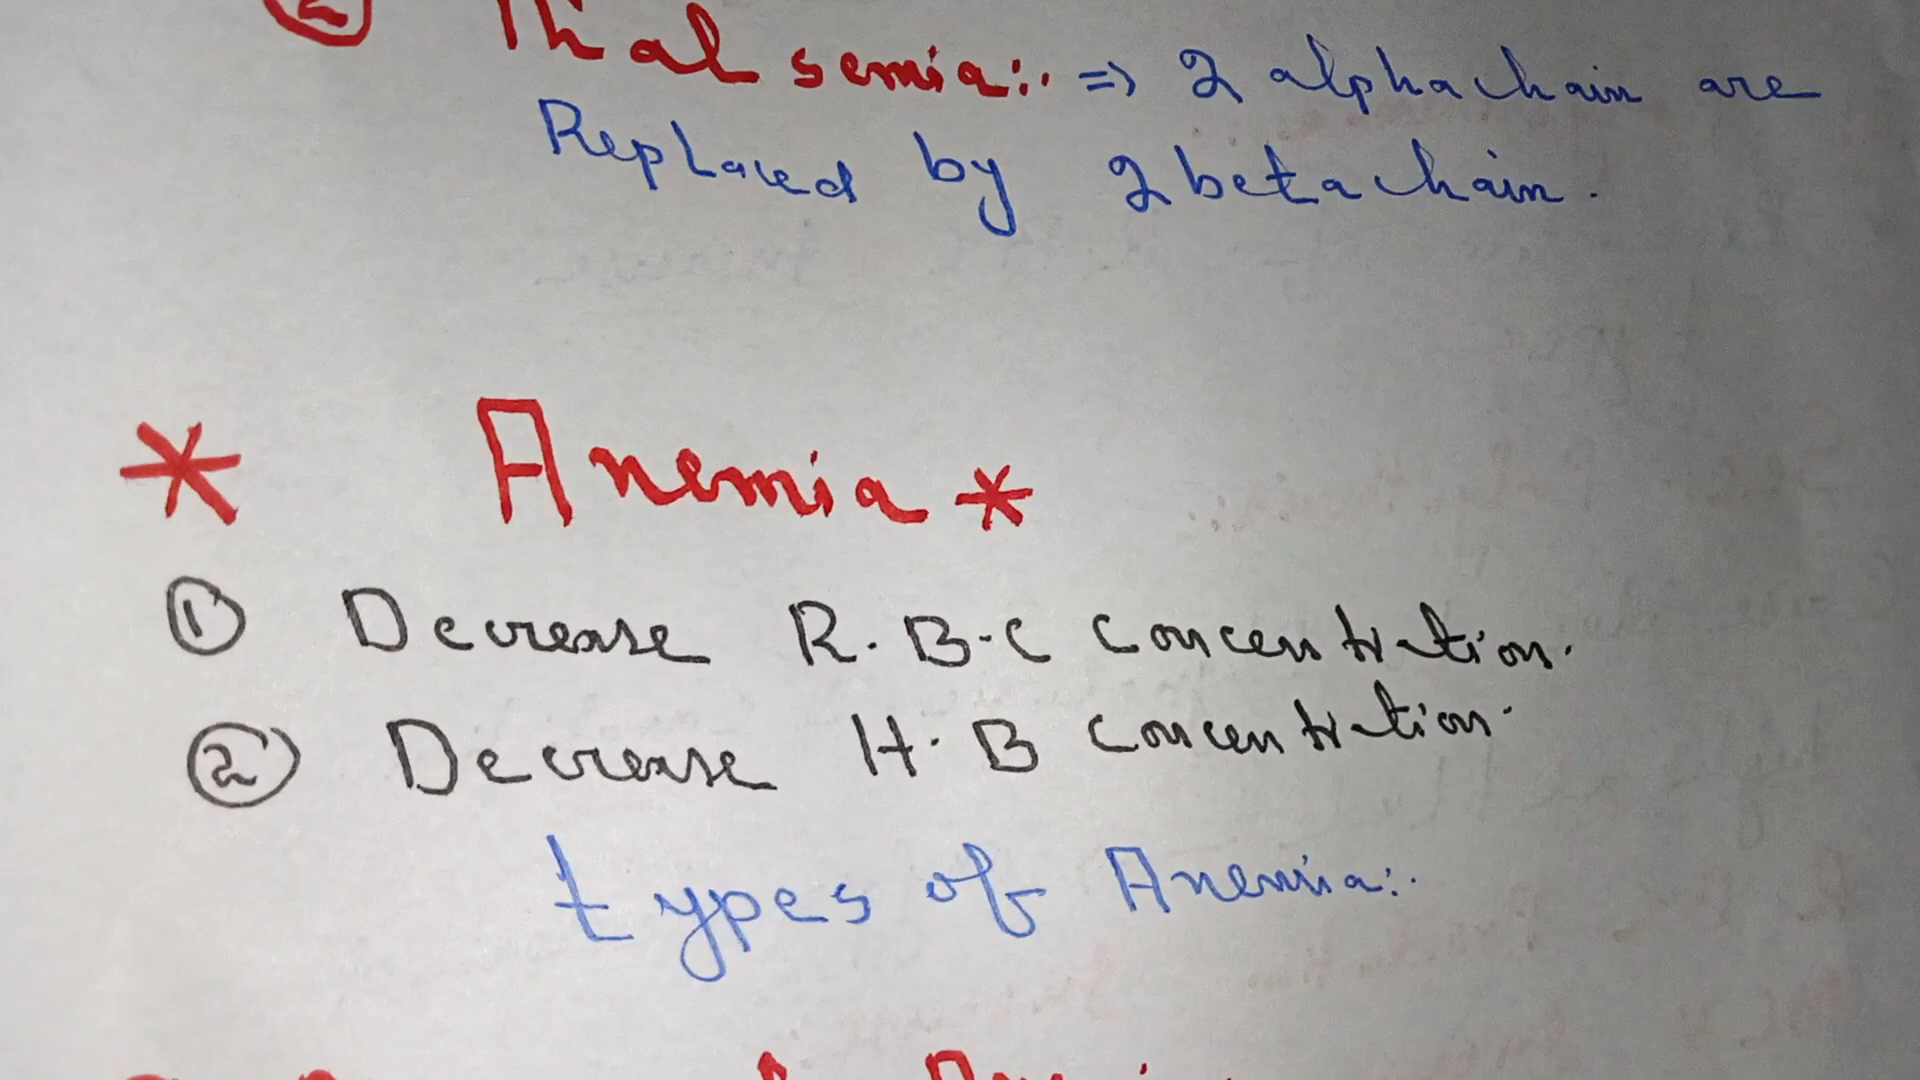 ② Thalsemia:· => 2 alpha chain are
Replaced by 2 beta chain.
* Anemia *
① Decrease R.B.C concentration.
② Decrease H.B concentration.
types of Anemia:·